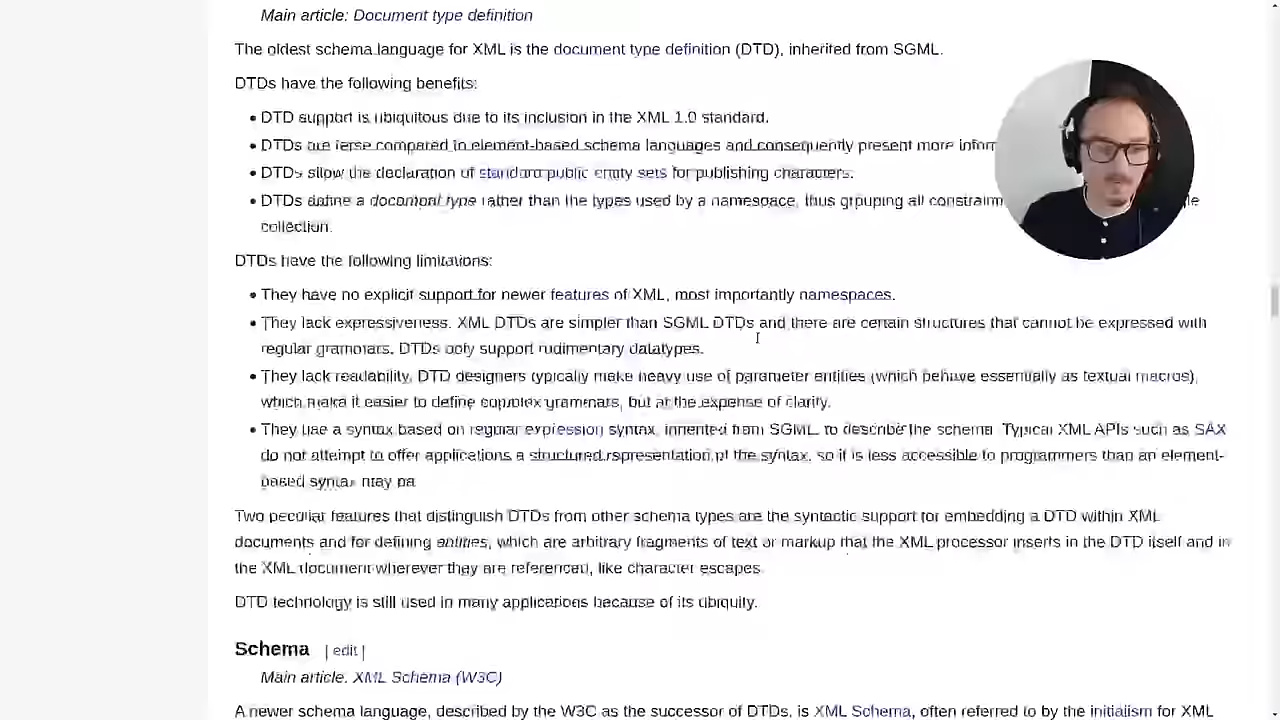 Main article: Document type definition
The oldest schema language for XML is the document type definition (DTD), inherited from SGML.
DTDs have the following benefits:
• DTD support is ubiquitous due to its inclusion in the XML 1.0 standard.
• DTDs are terse compared to element-based schema languages and consequently present more inform
• DTDs allow the declaration of standard public entity sets for publishing characters.
• DTDs define a document type rather than the types used by a namespace, thus grouping all constrain
collection.
DTDs have the following limitations:
• They have no explicit support for newer features of XML, most importantly namespaces.
• They lack expressiveness. XML DTDs are simpler than SGML DTDs and there are certain structures that cannot be expressed with
regular grammars. DTDs only support rudimentary datatypes.
• They lack readability. DTD designers typically make heavy use of parameter entities (which behave essentially as textual macros),
which make it easier to define complex grammars, but at the expense of clarity.
• They use a syntax based on regular expression syntax, inherited from SGML, to describe the schema. Typical XML APIs such as SAX
do not attempt to offer applications a structured representation of the syntax, so it is less accessible to programmers than an element-
based syntax may
Two peculiar features that distinguish DTDs from other schema types are the syntactic support for embedding a DTD within XML
documents and for defining entities, which are arbitrary fragments of text or markup that the XML processor inserts in the DTD itself and in
the XML document wherever they are referenced, like character escapes.
DTD technology is still used in many applications because of its ubiquity.
Schema [ edit ]
Main article: XML Schema (W3C)
A newer schema language, described by the W3C as the successor of DTDs, is XML Schema, often referred to by the initialism for XML